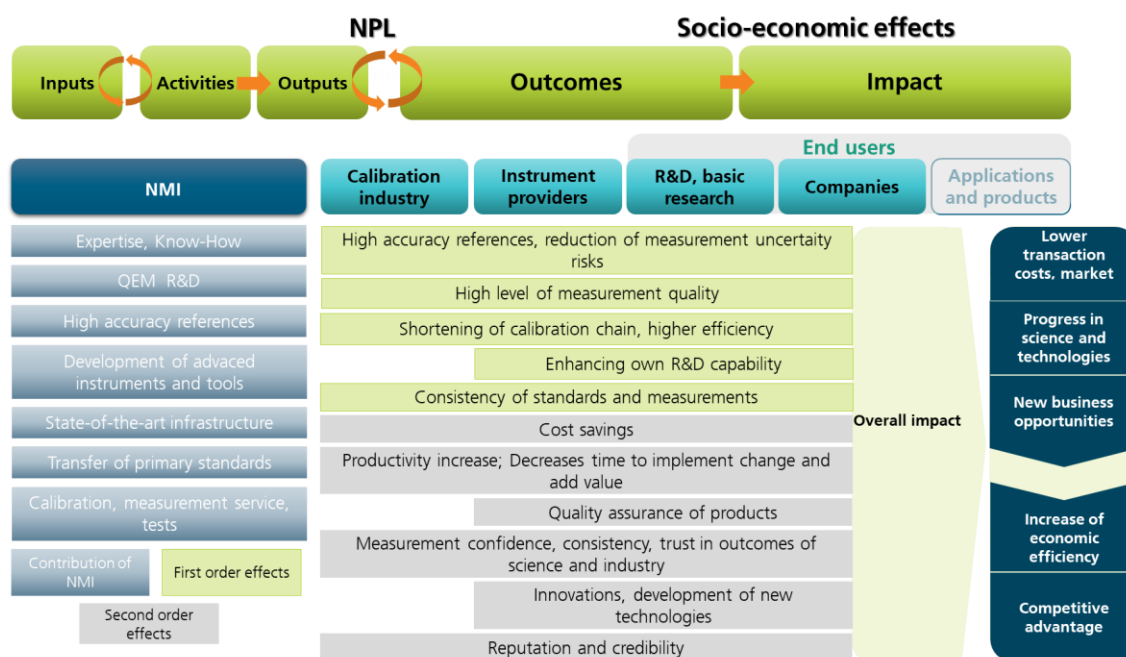 NPL
Socio-economic effects
Inputs
Activities
Outputs
Outcomes
Impact
End users
NMI
Calibration
industry
Instrument
providers
R&D, basic
research
Companies
Applications
and products
Expertise, Know-How
QEM R&D
High accuracy references
Development of advaced
instruments and tools
State-of-the-art infrastructure
Transfer of primary standards
Calibration, measurement service,
tests
Contribution of
NMI
First order effects
Second order
effects
High accuracy references, reduction of measurement uncertaity
risks
High level of measurement quality
Shortening of calibration chain, higher efficiency
Enhancing own R&D capability
Consistency of standards and measurements
Cost savings
Productivity increase; Decreases time to implement change and
add value
Quality assurance of products
Measurement confidence, consistency, trust in outcomes of
science and industry
Innovations, development of new
technologies
Reputation and credibility
Overall impact
Lower
transaction
costs, market
Progress in
science and
technologies
New business
opportunities
Increase of
economic
efficiency
Competitive
advantage